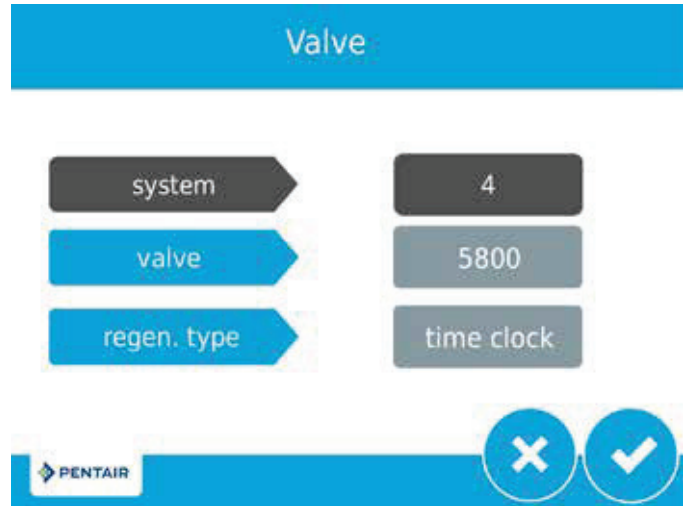 Valve
system
4
valve
5800
regen. type
time clock
PENTAIR